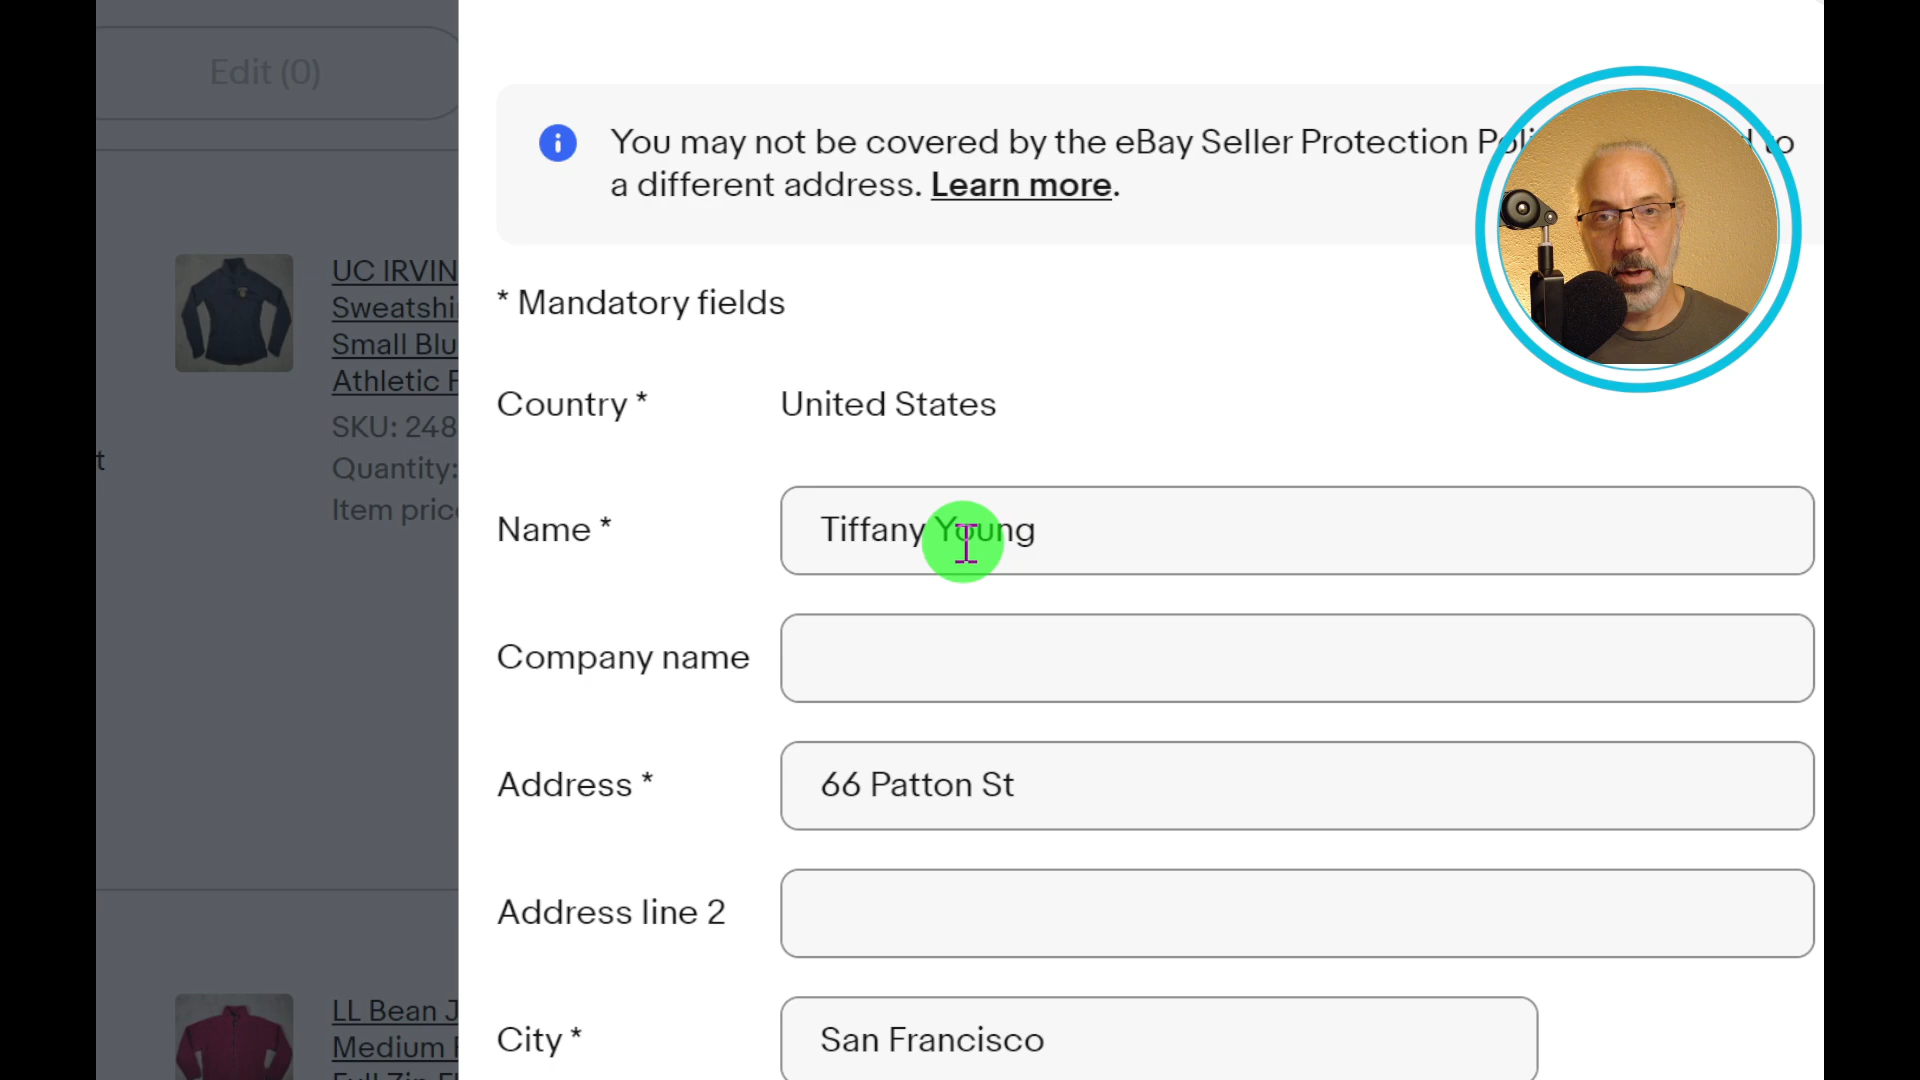 Edit (0)
You may not be covered by the eBay Seller Protection to
a different address. Learn more.
* Mandatory fields
Country * United States
Name * Tiffany Young
Company name
Address * 66 Patton St
Address line 2
City * San Francisco
t
UC IRVIN
Sweatshi
Small Blu
Athletic
SKU: 248
Quantity:
Item pric
LL Bean J
Medium